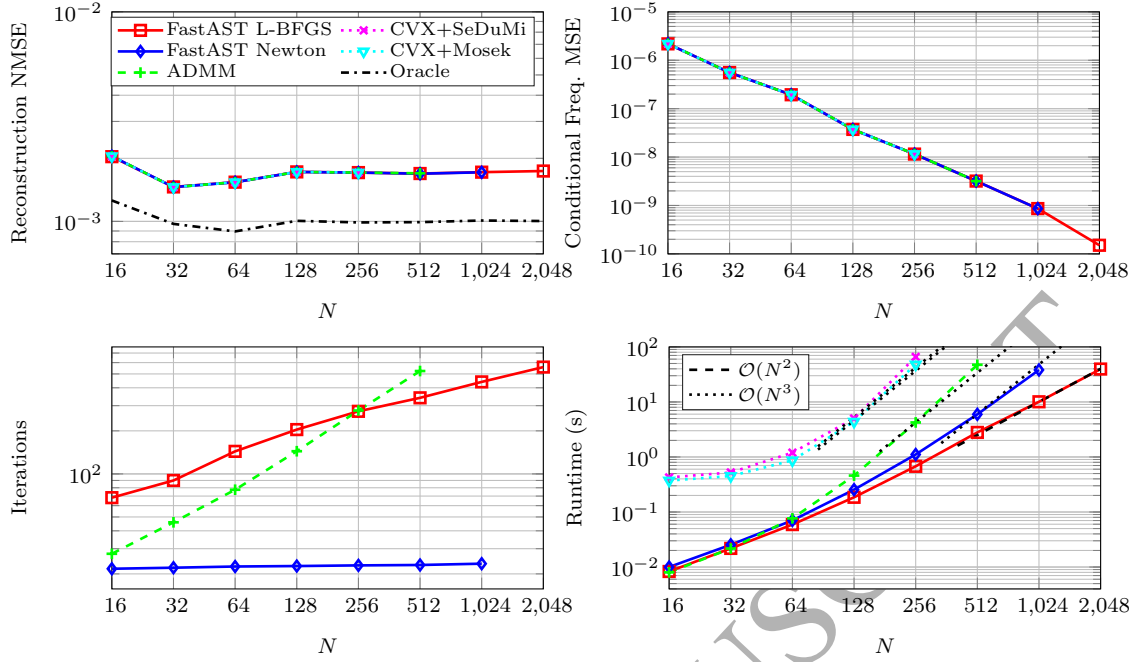 10^−2
10^−3
Reconstruction NMSE
FastAST L-BFGS
FastAST Newton
ADMM
CVX+SeDuMi
CVX+Mosek
Oracle
16 32 64 128 256 512 1,024 2,048
N
10^−5
10^−6
10^−7
10^−8
10^−9
10^−10
Conditional Freq. MSE
16 32 64 128 256 512 1,024 2,048
N
10^2
Iterations
16 32 64 128 256 512 1,024 2,048
N
10^2
10^1
10^0
10^−1
10^−2
Runtime (s)
𝒪(N^2)
𝒪(N^3)
16 32 64 128 256 512 1,024 2,048
N